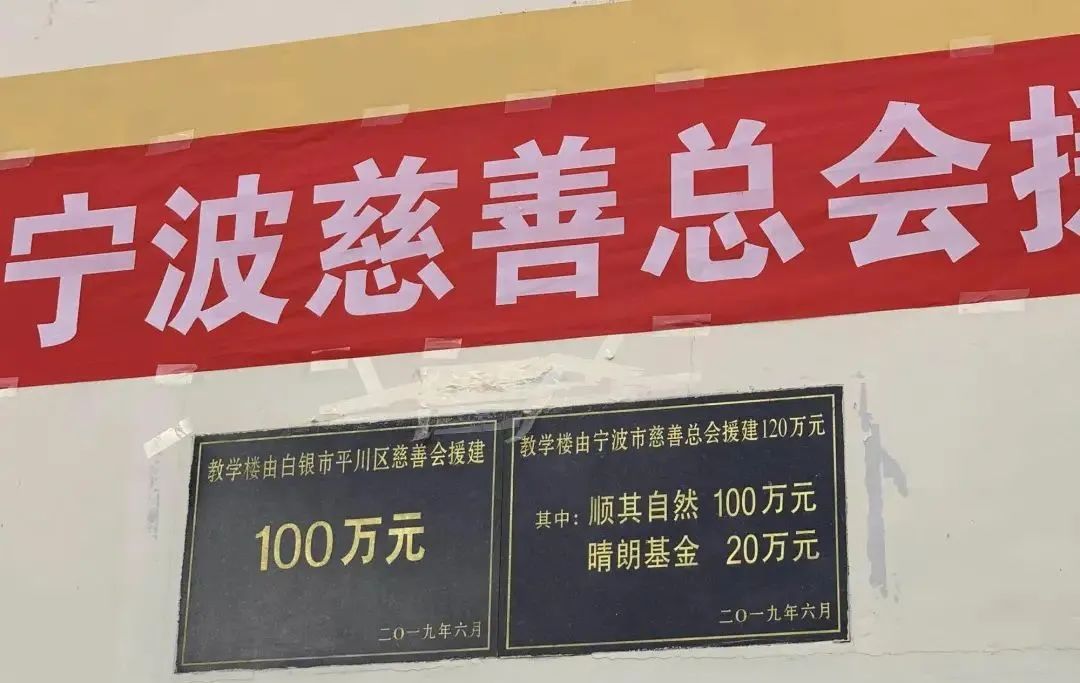 宁波慈善总会援
教学楼由白银市平川区慈善会援建
100万元
二〇一九年六月
教学楼由宁波市慈善总会援建120万元
其中：顺其自然 100万元
晴朗基金 20万元
二〇一九年六月